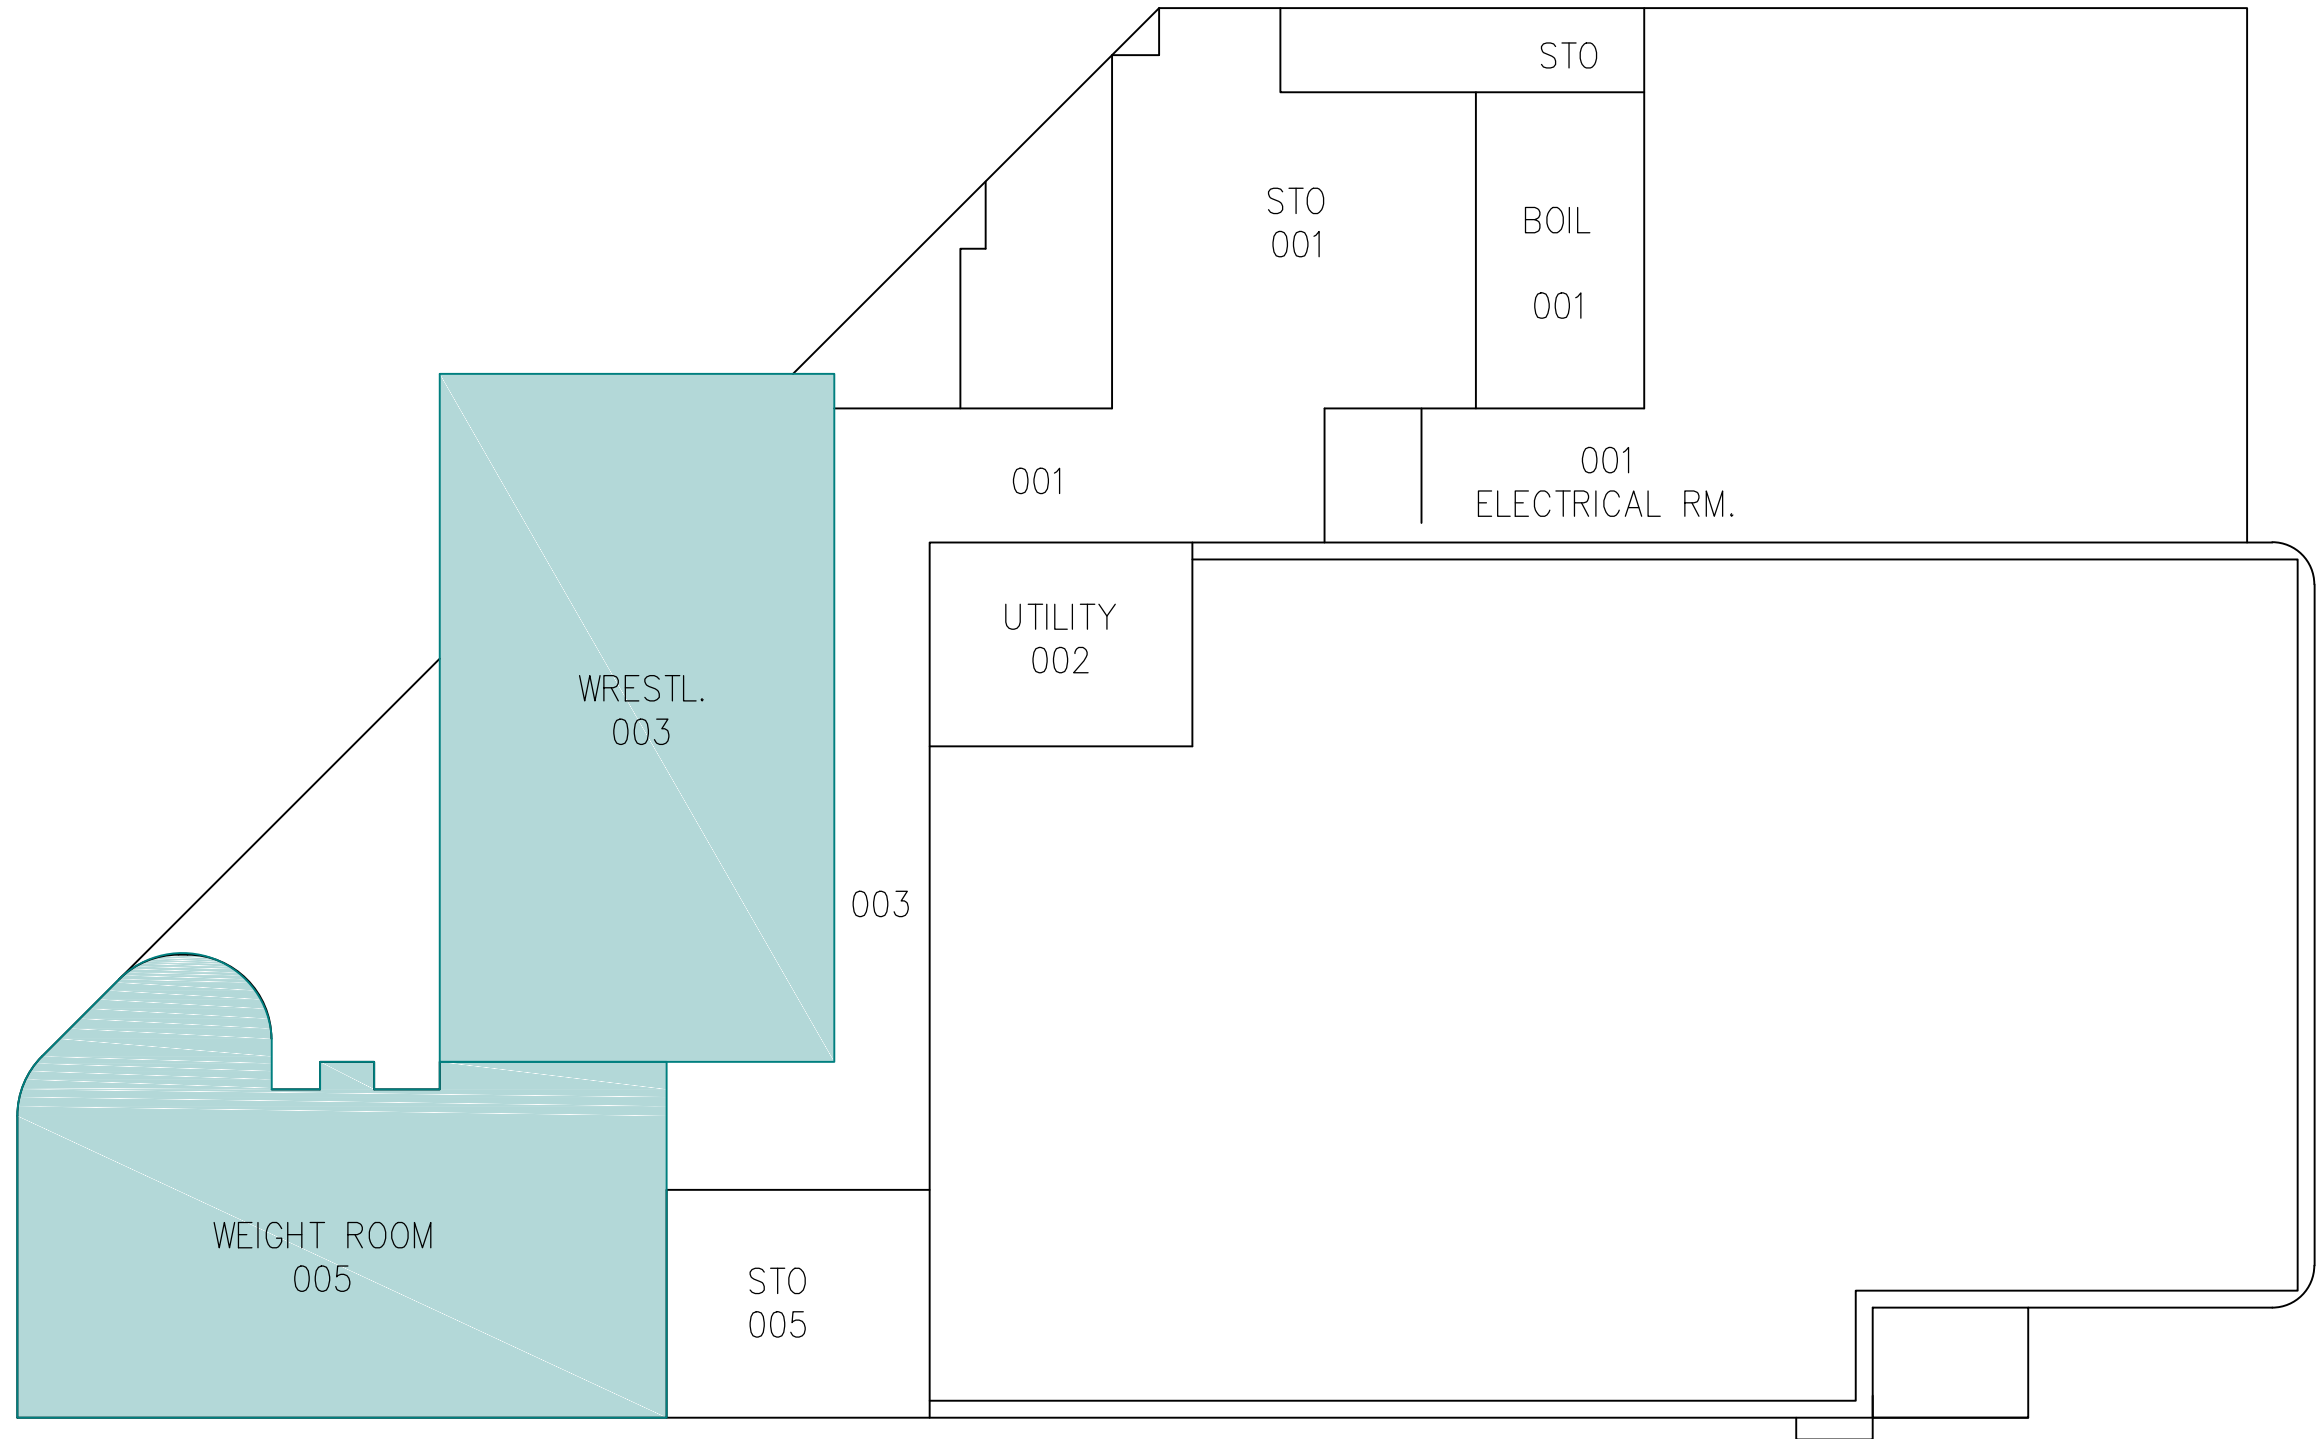 STO
STO
001
BOIL
001
001
001
ELECTRICAL RM.
UTILITY
002
WRESTL.
003
003
WEIGHT ROOM
005
STO
005